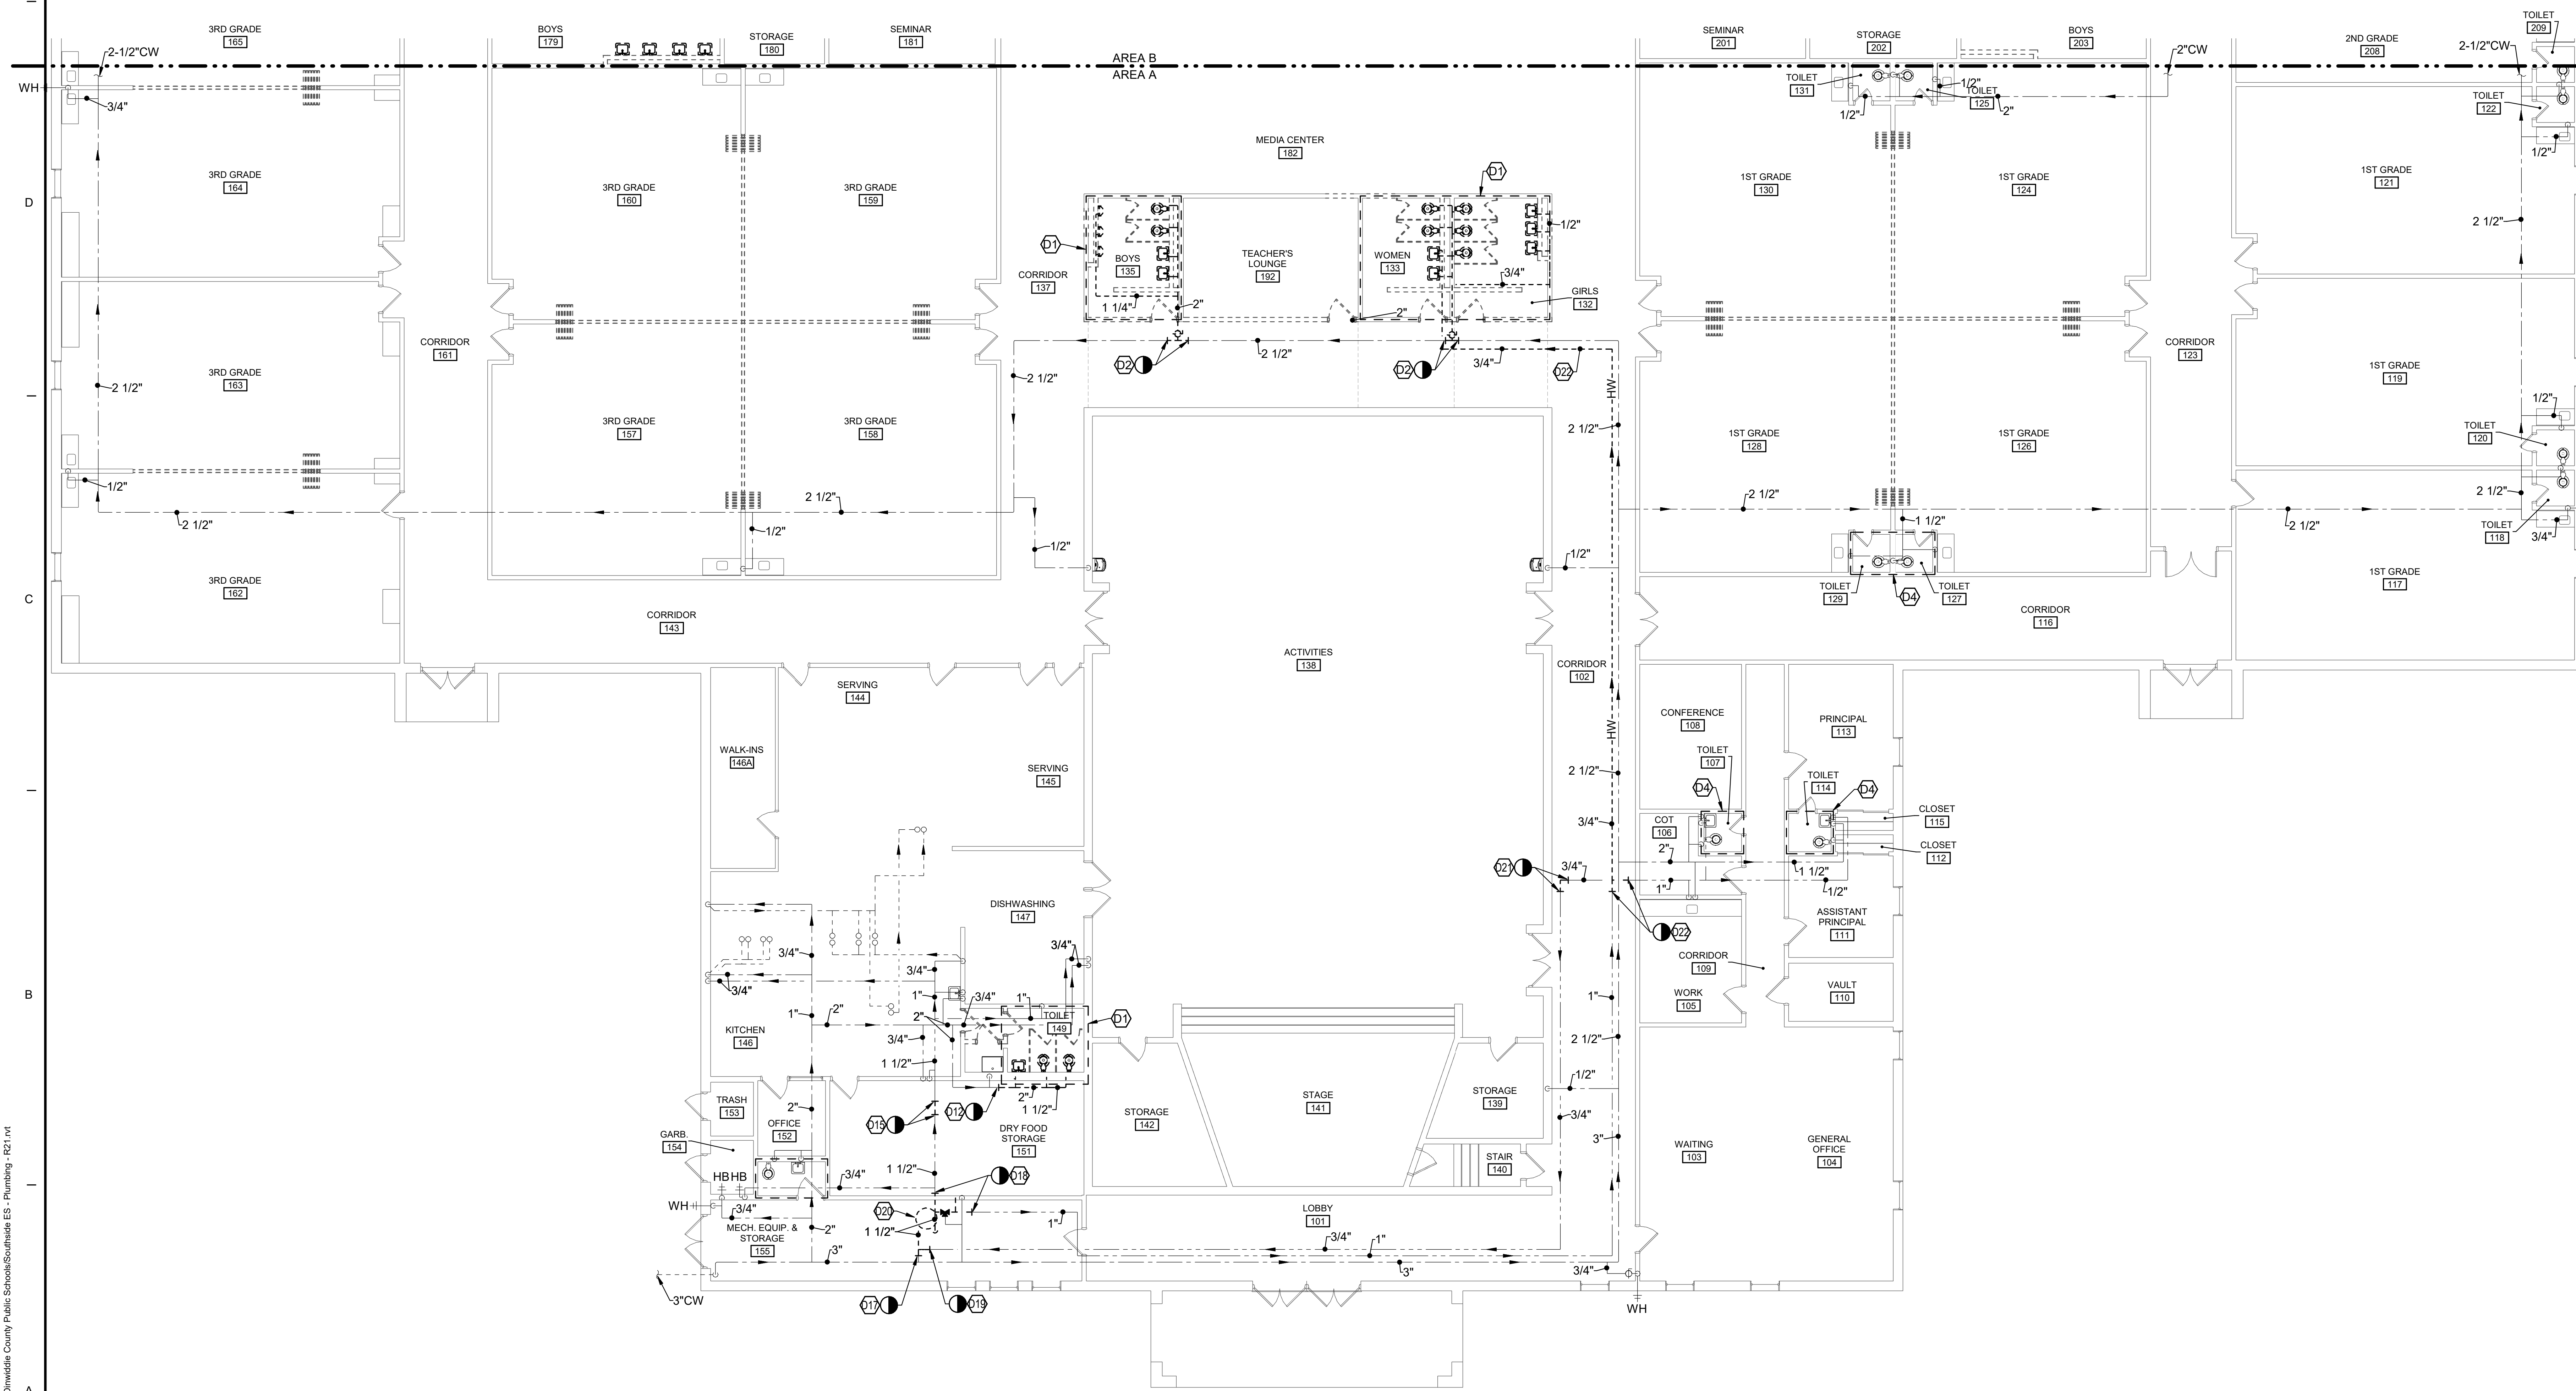 3RD GRADE
165
BOYS
179
STORAGE
180
SEMINAR
181
SEMINAR
201
STORAGE
202
BOYS
203
2ND GRADE
208
TOILET
209
2-1/2"CW
AREA B
AREA A
2"CW
2-1/2"CW
WH
3/4"
TOILET
131
1/2"
TOILET
125
1/2"
2"
TOILET
122
1/2"
D
MEDIA CENTER
182
3RD GRADE
164
3RD GRADE
160
3RD GRADE
159
1ST GRADE
130
1ST GRADE
124
1ST GRADE
121
D1
D1
1/2"
2 1/2"
CORRIDOR
137
BOYS
135
TEACHER'S
LOUNGE
192
WOMEN
133
3/4"
GIRLS
132
1 1/4"
2"
2"
CORRIDOR
161
CORRIDOR
123
D2
2 1/2"
D2
3/4"
D22
3RD GRADE
163
2 1/2"
2 1/2"
HW
1ST GRADE
119
1/2"
3RD GRADE
157
3RD GRADE
158
2 1/2"
1ST GRADE
128
1ST GRADE
126
TOILET
120
1/2"
2 1/2"
2 1/2"
2 1/2"
2 1/2"
1/2"
1 1/2"
2 1/2"
TOILET
118
3/4"
1/2"
1/2"
C
3RD GRADE
162
TOILET
129
D4
TOILET
127
1ST GRADE
117
CORRIDOR
143
CORRIDOR
116
ACTIVITIES
138
CORRIDOR
102
SERVING
144
CONFERENCE
108
PRINCIPAL
113
HW
WALK-INS
146A
SERVING
145
2 1/2"
TOILET
107
TOILET
114
D4
D4
CLOSET
115
3/4"
COT
106
CLOSET
112
2"
1 1/2"
D21
3/4"
1"
1/2"
DISHWASHING
147
ASSISTANT
PRINCIPAL
111
D22
3/4"
3/4"
3/4"
3/4"
CORRIDOR
109
B
1"
3/4"
1"
1"
WORK
105
VAULT
110
1"
2"
2"
TOILET
149
D1
KITCHEN
146
3/4"
1 1/2"
2 1/2"
1/2"
TRASH
153
2"
D15
D12
2"
1 1/2"
STORAGE
142
STAGE
141
STORAGE
139
3/4"
OFFICE
152
DRY FOOD
STORAGE
151
GARB.
154
3"
WAITING
103
GENERAL
OFFICE
104
HB HB
3/4"
1 1/2"
D18
STAIR
140
WH
3/4"
MECH. EQUIP. &
STORAGE
155
2"
D20
1 1/2"
1"
LOBBY
101
3"
3/4"
1"
3"
3/4"
3"CW
D17
D19
WH
A
Dinwiddie County Public Schools/Southside ES - Plumbing - R21.rvt